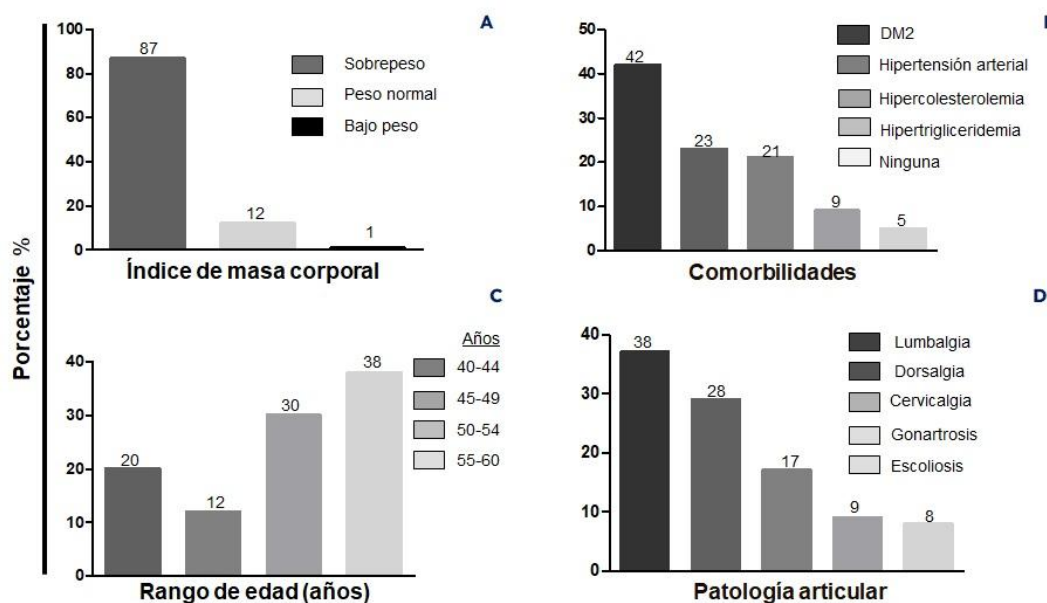 Porcentaje %
A
100
80
60
40
20
0
87
12
1
Sobrepeso
Peso normal
Bajo peso
Índice de masa corporal
50
40
30
20
10
0
42
23
21
9
5
DM2
Hipertensión arterial
Hipercolesterolemia
Hipertrigliceridemia
Ninguna
Comorbilidades
C
40
30
20
10
0
20
12
30
38
Años
40-44
45-49
50-54
55-60
Rango de edad (años)
D
40
30
20
10
0
38
28
17
9
8
Lumbalgia
Dorsalgia
Cervicalgia
Gonartrosis
Escoliosis
Patología articular